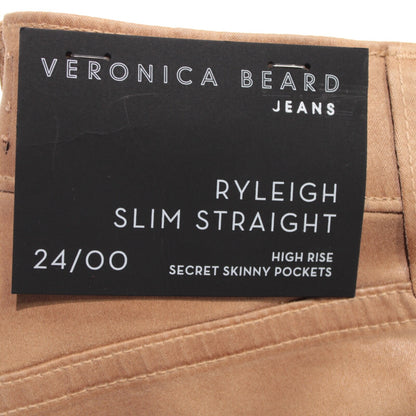 VERONICA BEARD
JEANS
RYLEIGH
SLIM STRAIGHT
24/00
HIGH RISE
SECRET SKINNY POCKETS